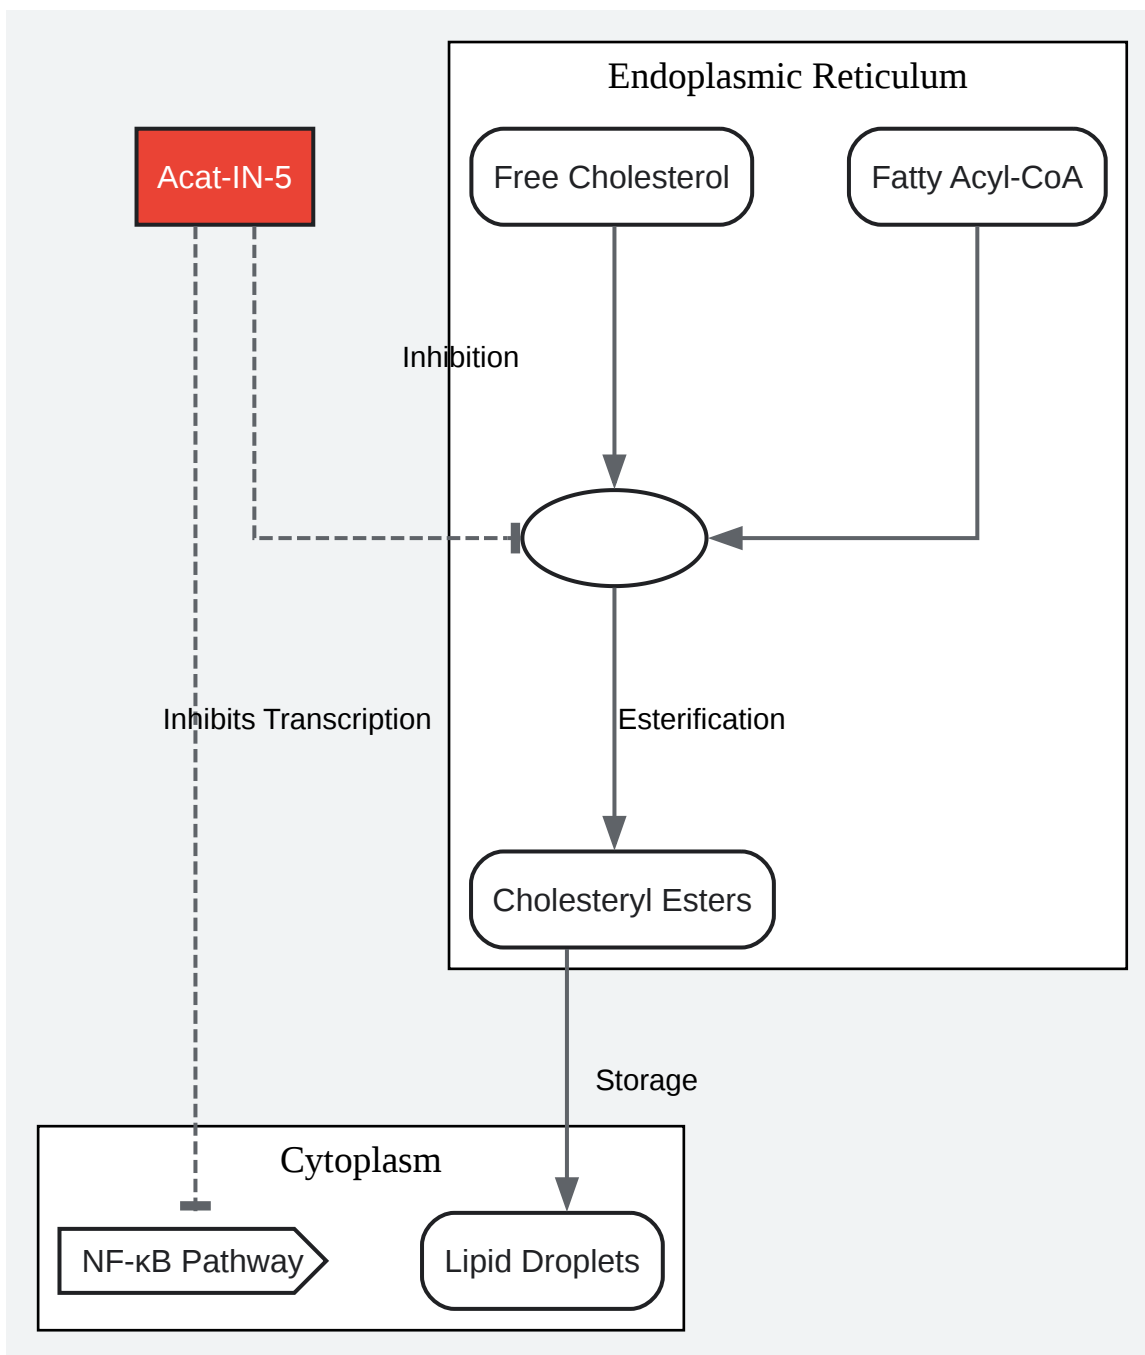 Endoplasmic Reticulum
Acat-IN-5
Free Cholesterol
Fatty Acyl-CoA
Inhibition
Inhibits Transcription
Esterification
Cholesteryl Esters
Storage
Cytoplasm
NF-κB Pathway
Lipid Droplets